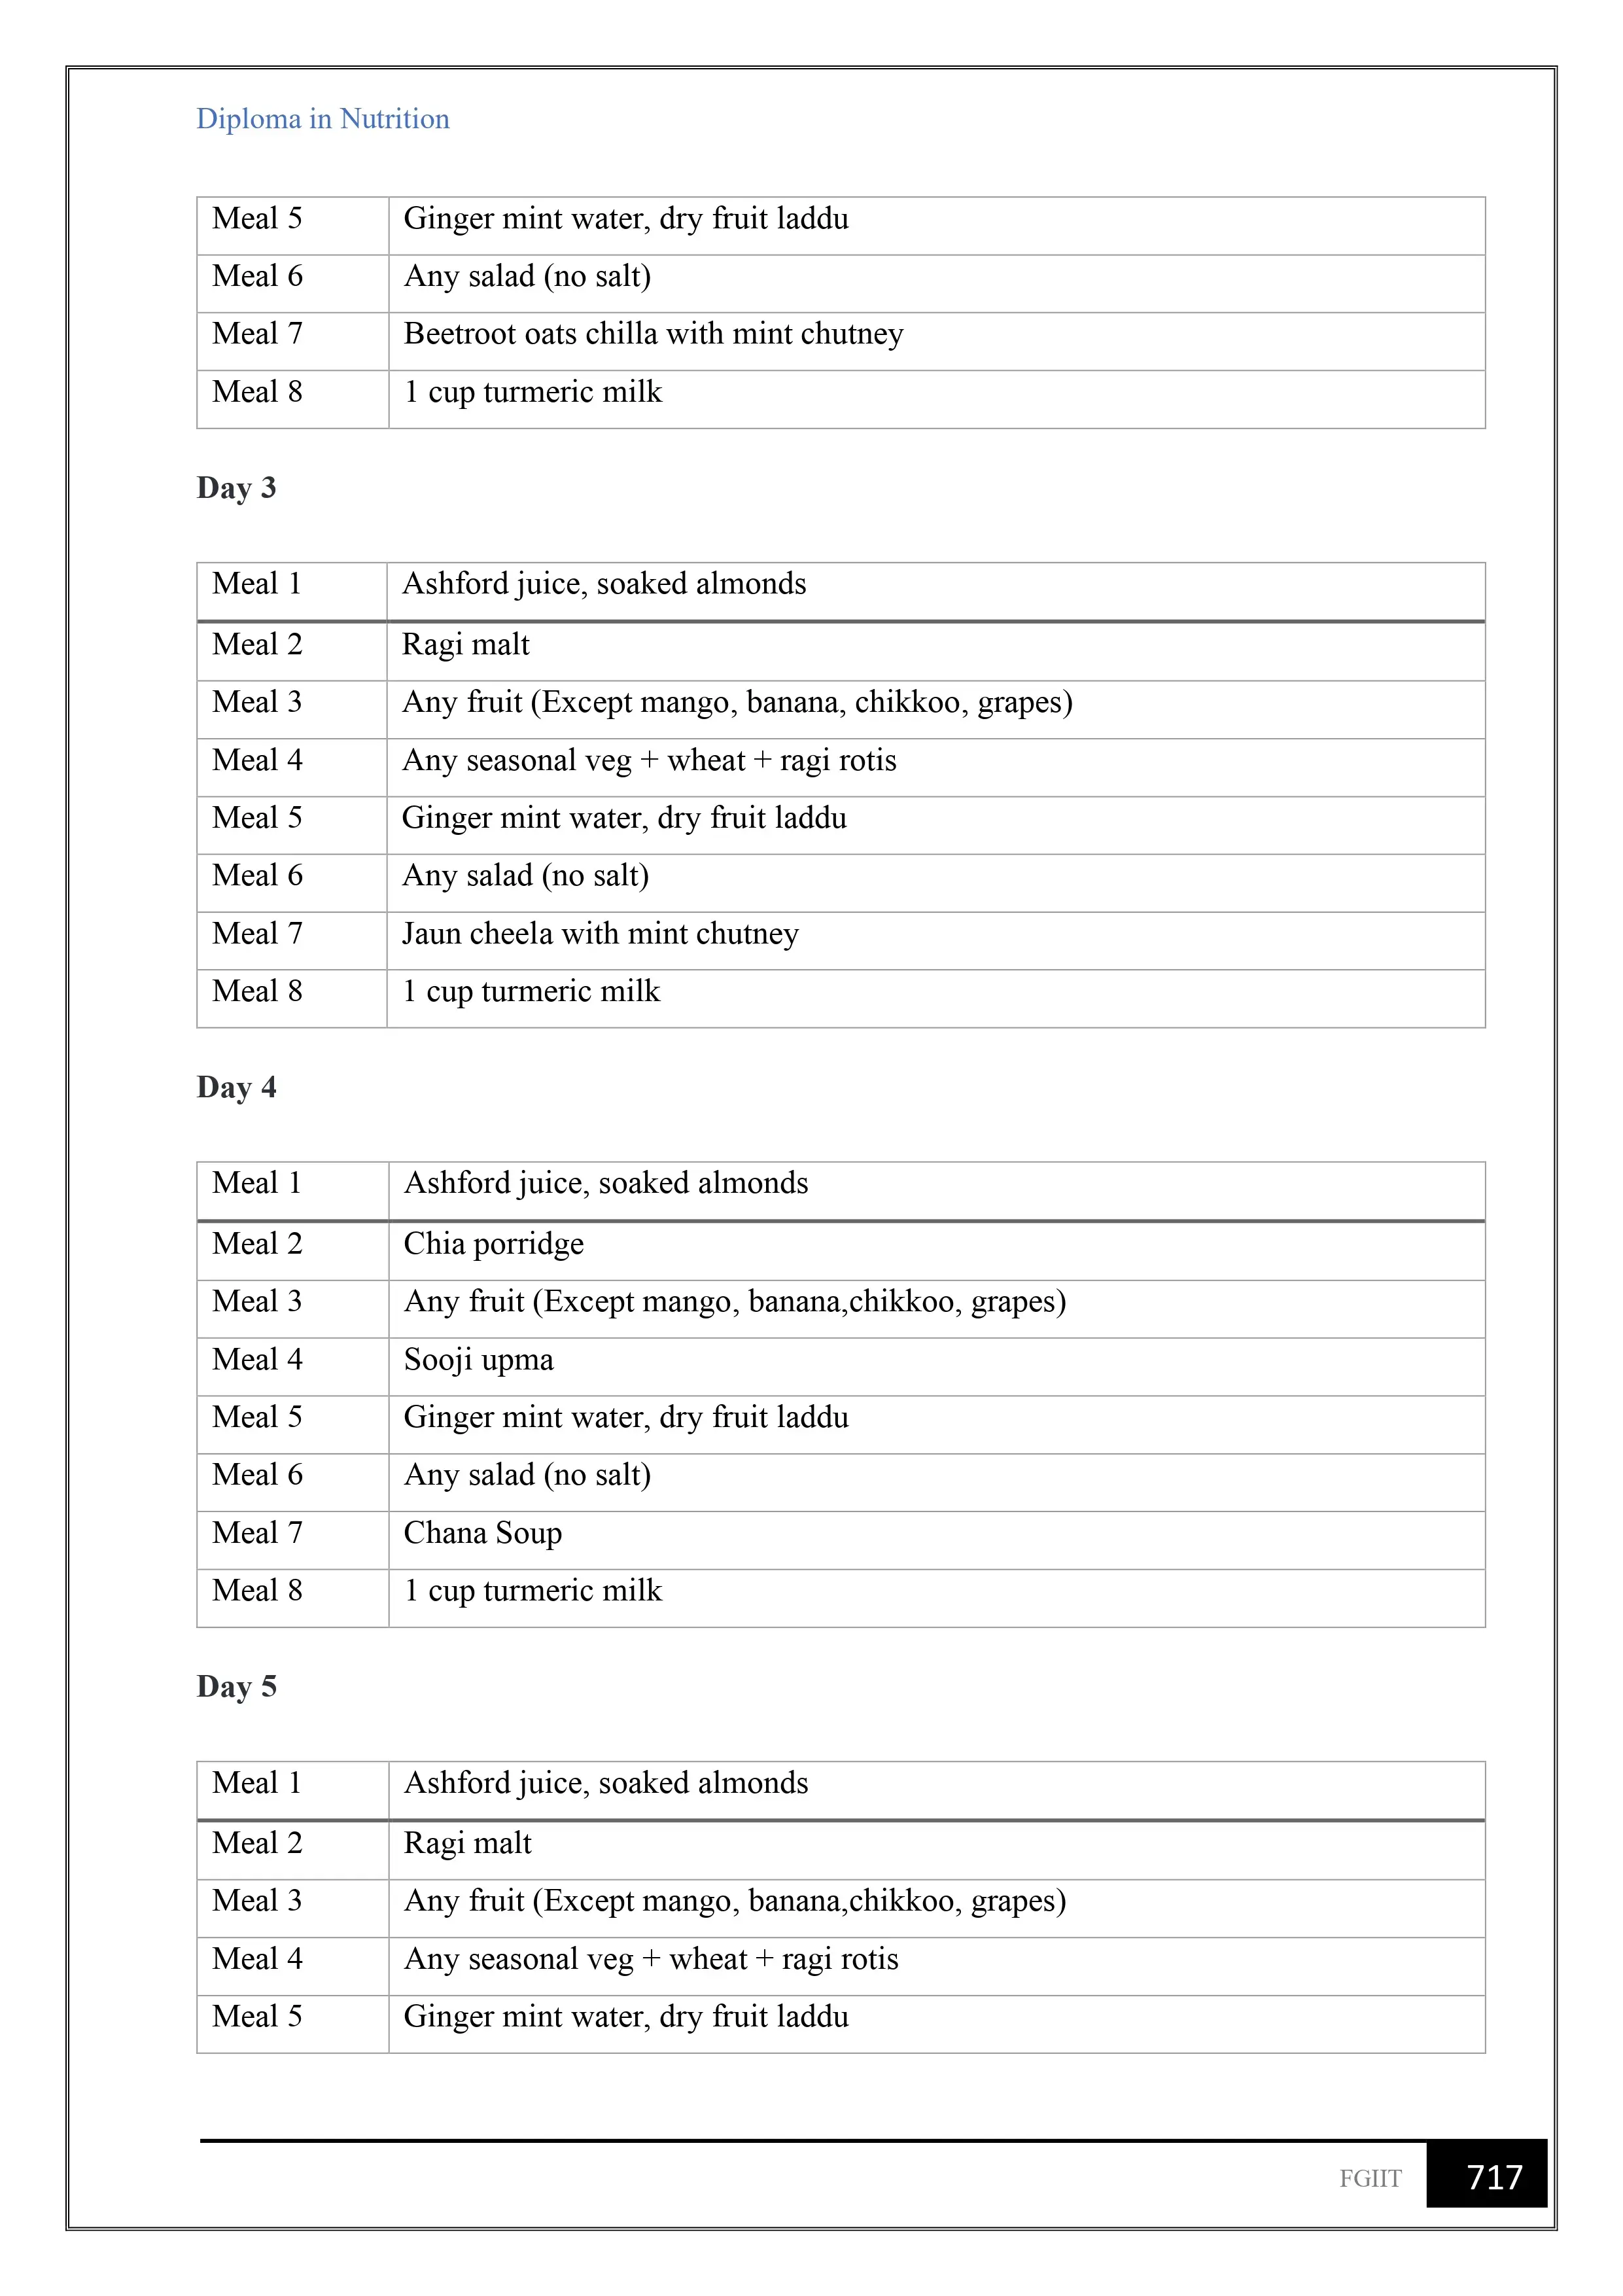 Diploma in Nutrition
Meal 5 Ginger mint water, dry fruit laddu
Meal 6 Any salad (no salt)
Meal 7 Beetroot oats chilla with mint chutney
Meal 8 1 cup turmeric milk
Day 3
Meal 1 Ashford juice, soaked almonds
Meal 2 Ragi malt
Meal 3 Any fruit (Except mango, banana, chikkoo, grapes)
Meal 4 Any seasonal veg + wheat + ragi rotis
Meal 5 Ginger mint water, dry fruit laddu
Meal 6 Any salad (no salt)
Meal 7 Jaun cheela with mint chutney
Meal 8 1 cup turmeric milk
Day 4
Meal 1 Ashford juice, soaked almonds
Meal 2 Chia porridge
Meal 3 Any fruit (Except mango, banana,chikkoo, grapes)
Meal 4 Sooji upma
Meal 5 Ginger mint water, dry fruit laddu
Meal 6 Any salad (no salt)
Meal 7 Chana Soup
Meal 8 1 cup turmeric milk
Day 5
Meal 1 Ashford juice, soaked almonds
Meal 2 Ragi malt
Meal 3 Any fruit (Except mango, banana,chikkoo, grapes)
Meal 4 Any seasonal veg + wheat + ragi rotis
Meal 5 Ginger mint water, dry fruit laddu
FGIIT 717